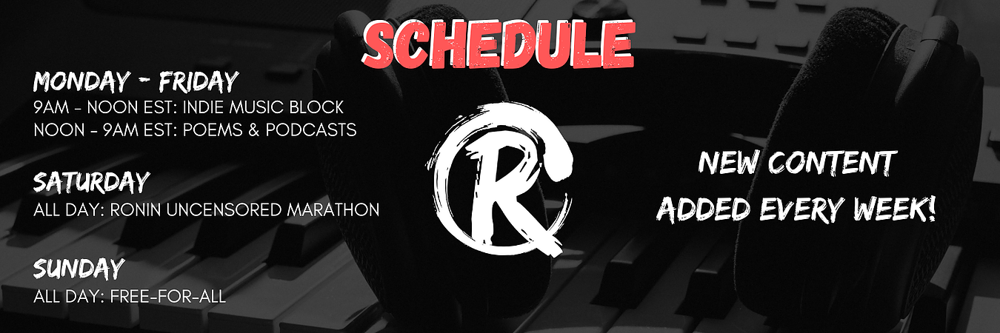 SCHEDULE
MONDAY - FRIDAY
9AM - NOON EST: INDIE MUSIC BLOCK
NOON - 9AM EST: POEMS & PODCASTS
SATURDAY
ALL DAY: RONIN UNCENSORED MARATHON
SUNDAY
ALL DAY: FREE-FOR-ALL
R
NEW CONTENT
ADDED EVERY WEEK!